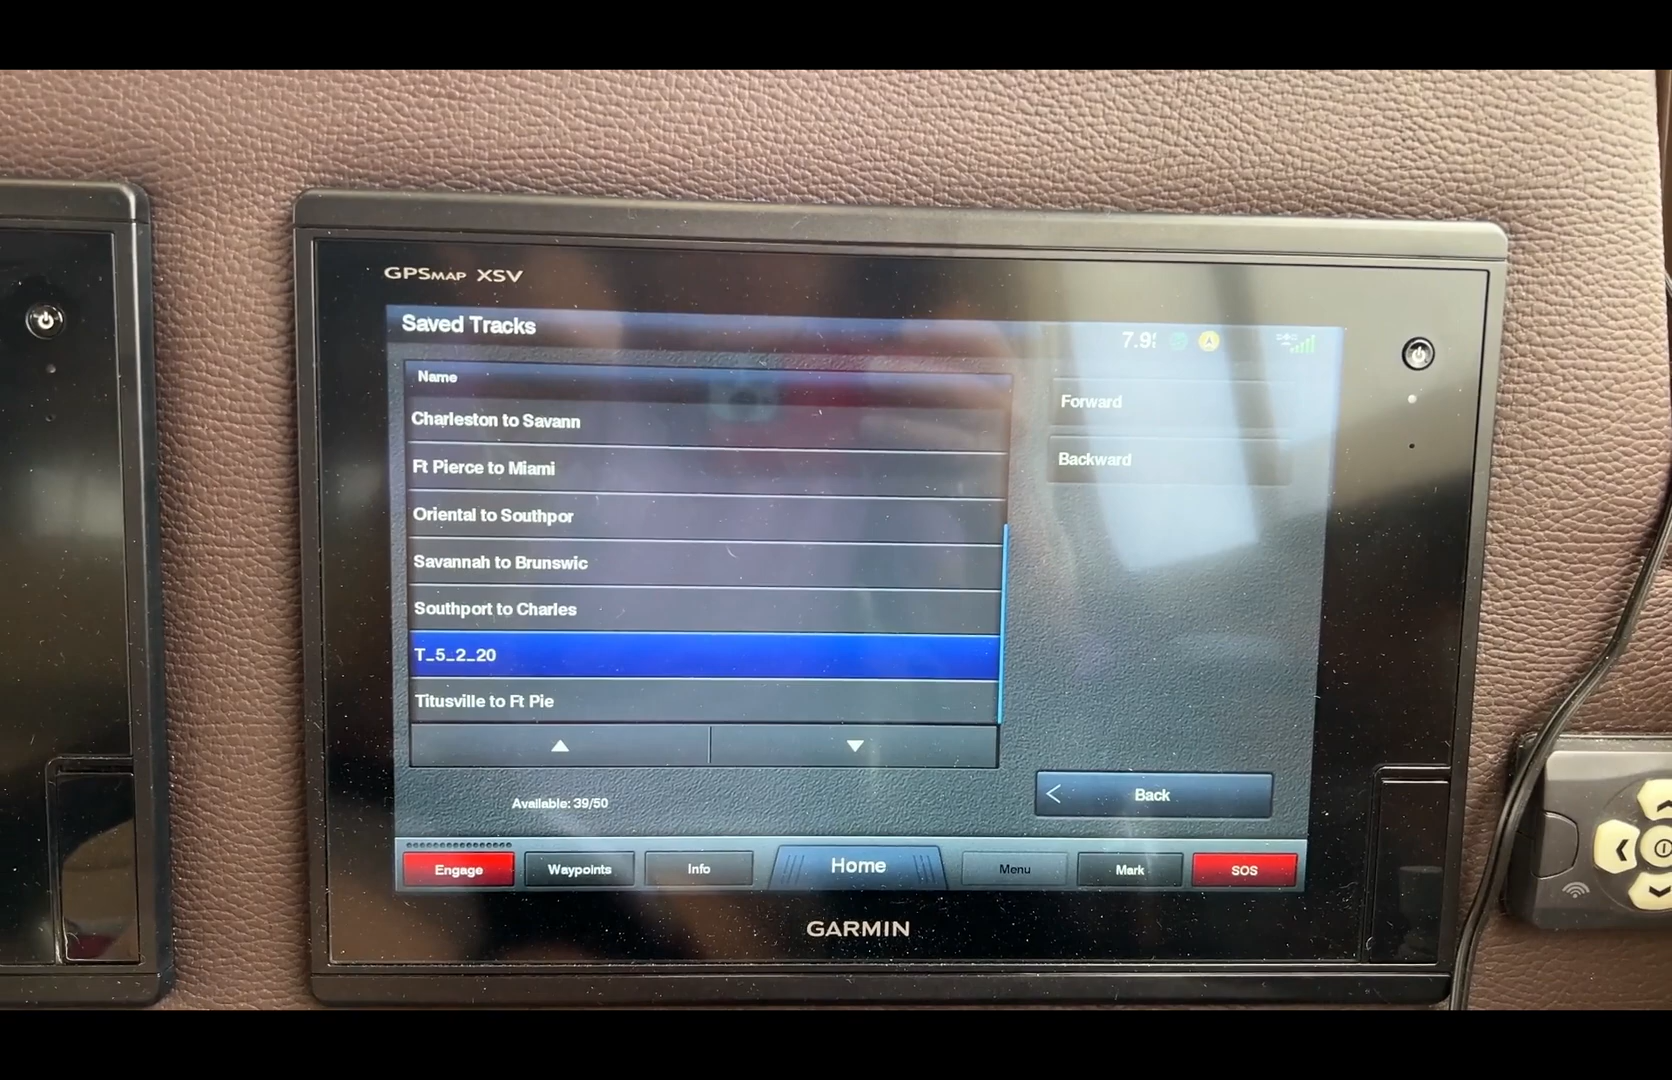 GPSMAP XSV
Saved Tracks
Name
Charleston to Savann
Ft Pierce to Miami
Oriental to Southpor
Savannah to Brunswic
Southport to Charles
T_5_2_20
Titusville to Ft Pie
Available: 39/50
7.9
Forward
Backward
Back
Engage
Waypoints
Info
Home
Menu
Mark
SOS
GARMIN